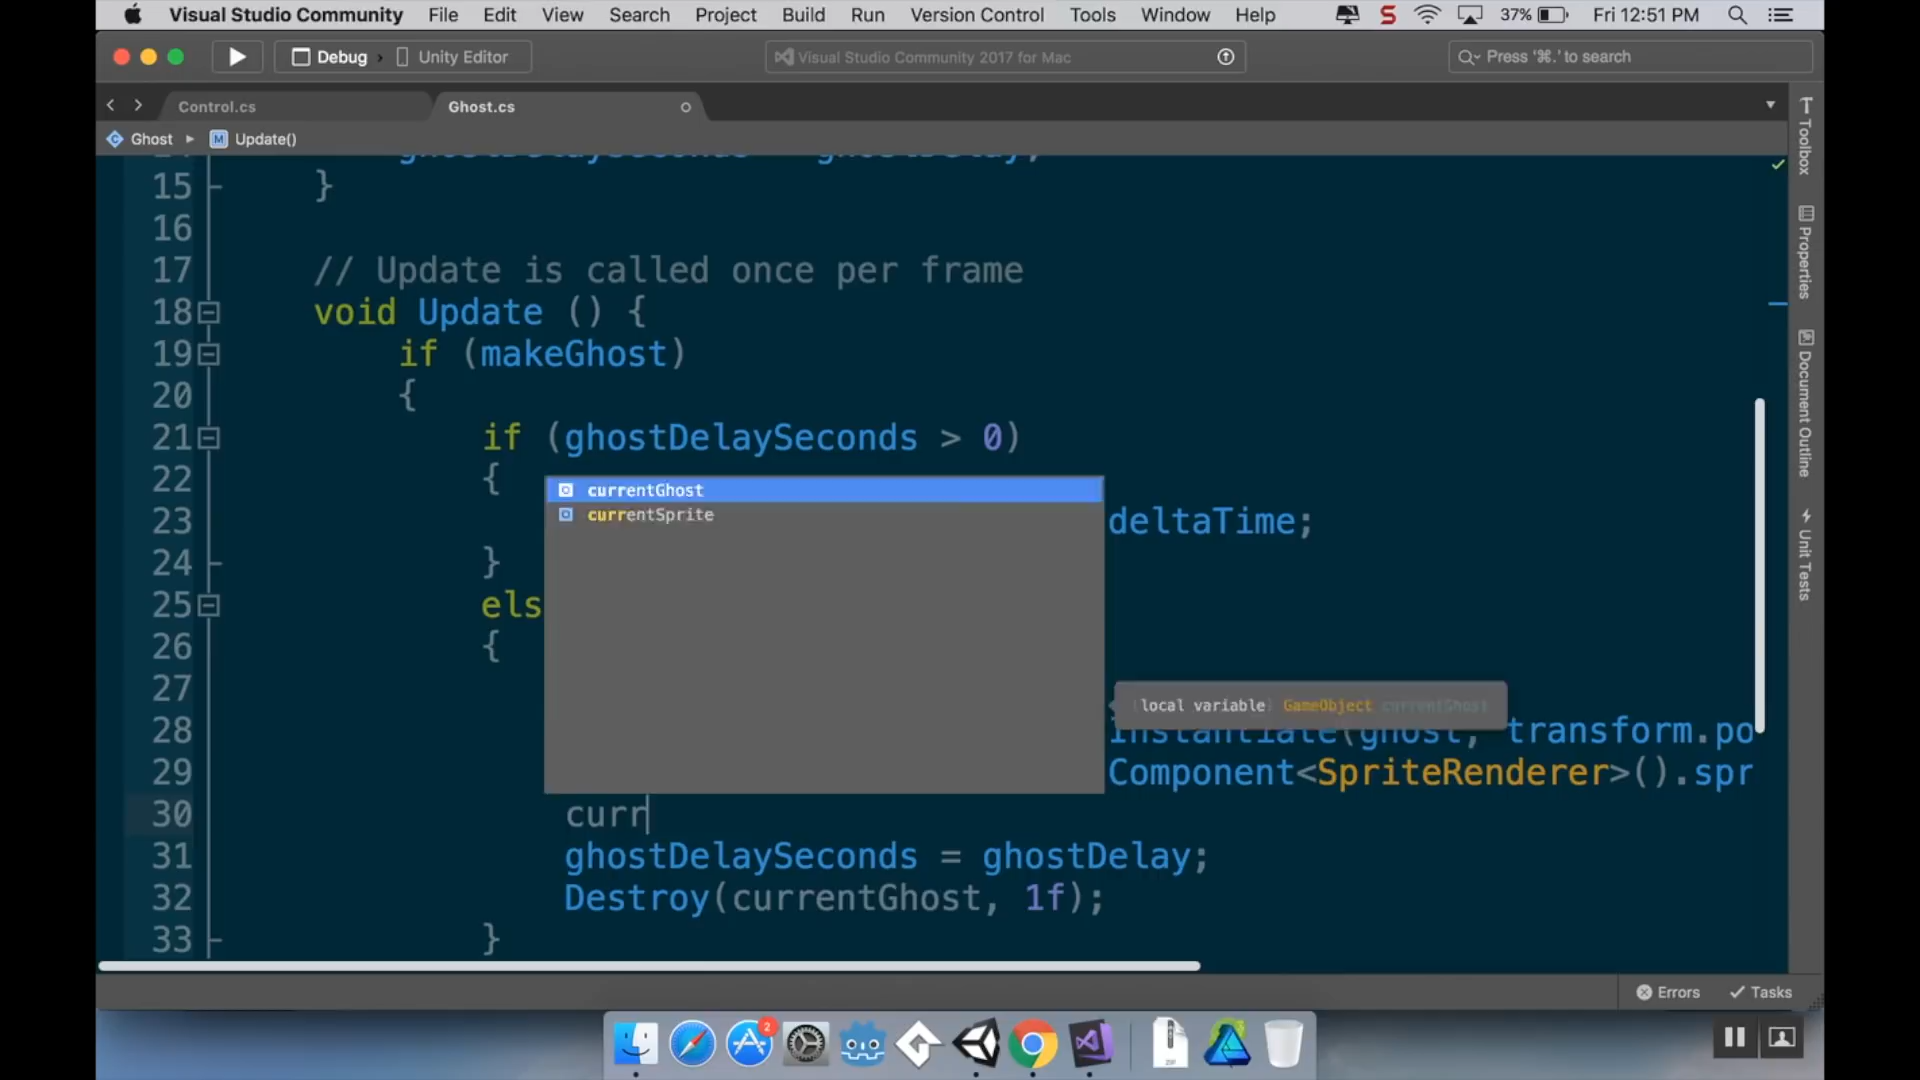 Visual Studio Community File Edit View Search Project Build Run Version Control Tools Window Help S 37% Fri 12:51 PM
Debug › Unity Editor Visual Studio Community 2017 for Mac Press '⌘.' to search
Control.cs Ghost.cs
Ghost ▸ M Update()
15 }
16
17 // Update is called once per frame
18 void Update () {
19 if (makeGhost)
20 {
21 if (ghostDelaySeconds > 0)
22 {
currentGhost
currentSprite
23 deltaTime;
24 }
25 els
26 {
27
local variable GameObject currentGhost
28 Instantiate(ghost, transform.po
29 Component<SpriteRenderer>().spr
30 curr
31 ghostDelaySeconds = ghostDelay;
32 Destroy(currentGhost, 1f);
33 }
Toolbox
Properties
Document Outline
Unit Tests
Errors Tasks
2
ZIP